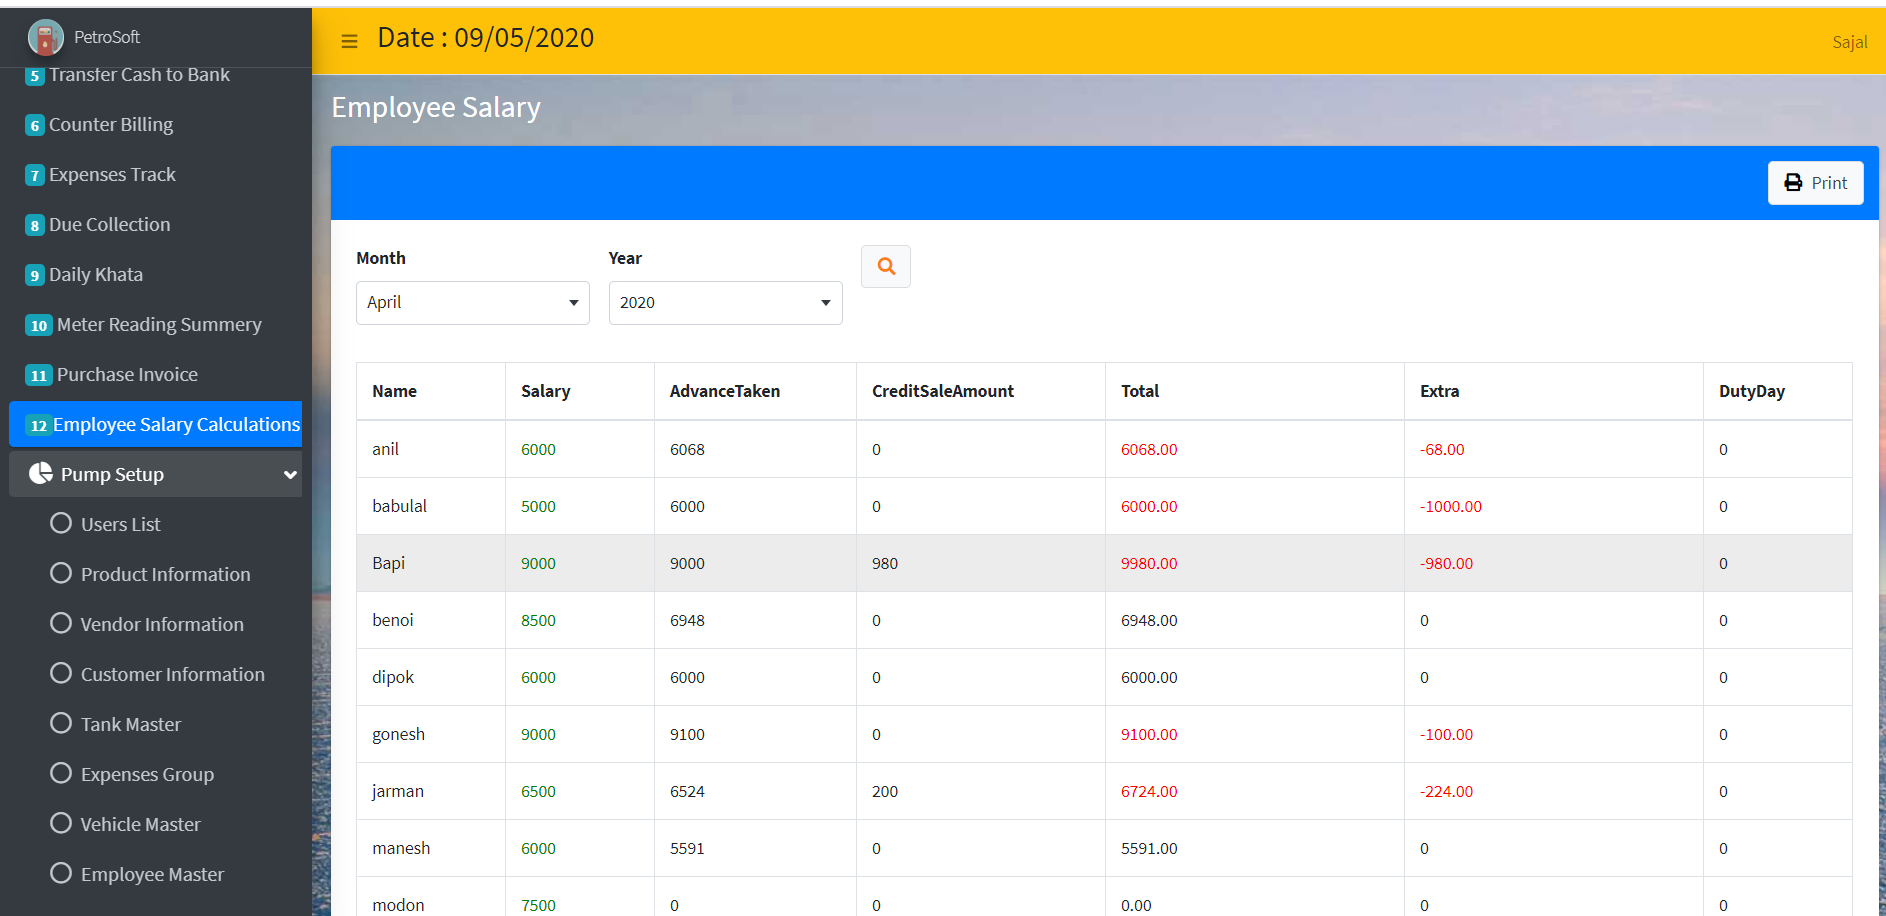 PetroSoft
5 Transfer Cash to Bank
6 Counter Billing
7 Expenses Track
8 Due Collection
9 Daily Khata
10 Meter Reading Summery
11 Purchase Invoice
12 Employee Salary Calculations
Pump Setup
Users List
Product Information
Vendor Information
Customer Information
Tank Master
Expenses Group
Vehicle Master
Employee Master
Date : 09/05/2020
Sajal
Employee Salary
Print
Month Year
April 2020
Name Salary AdvanceTaken CreditSaleAmount Total Extra DutyDay
anil 6000 6068 0 6068.00 -68.00 0
babulal 5000 6000 0 6000.00 -1000.00 0
Bapi 9000 9000 980 9980.00 -980.00 0
benoi 8500 6948 0 6948.00 0 0
dipok 6000 6000 0 6000.00 0 0
gonesh 9000 9100 0 9100.00 -100.00 0
jarman 6500 6524 200 6724.00 -224.00 0
manesh 6000 5591 0 5591.00 0 0
modon 7500 0 0 0.00 0 0